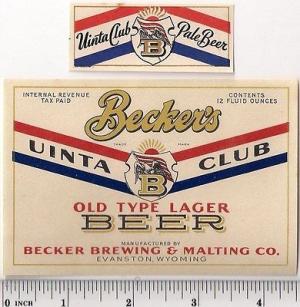 Uinta Club Pale Beer
B
INTERNAL REVENUE TAX PAID
CONTENTS 12 FLUID OUNCES
Becker's
TRADE MARK
UINTA CLUB
B
OLD TYPE LAGER
BEER
MANUFACTURED BY
BECKER BREWING & MALTING CO.
EVANSTON, WYOMING
0 INCH 1 2 3 4